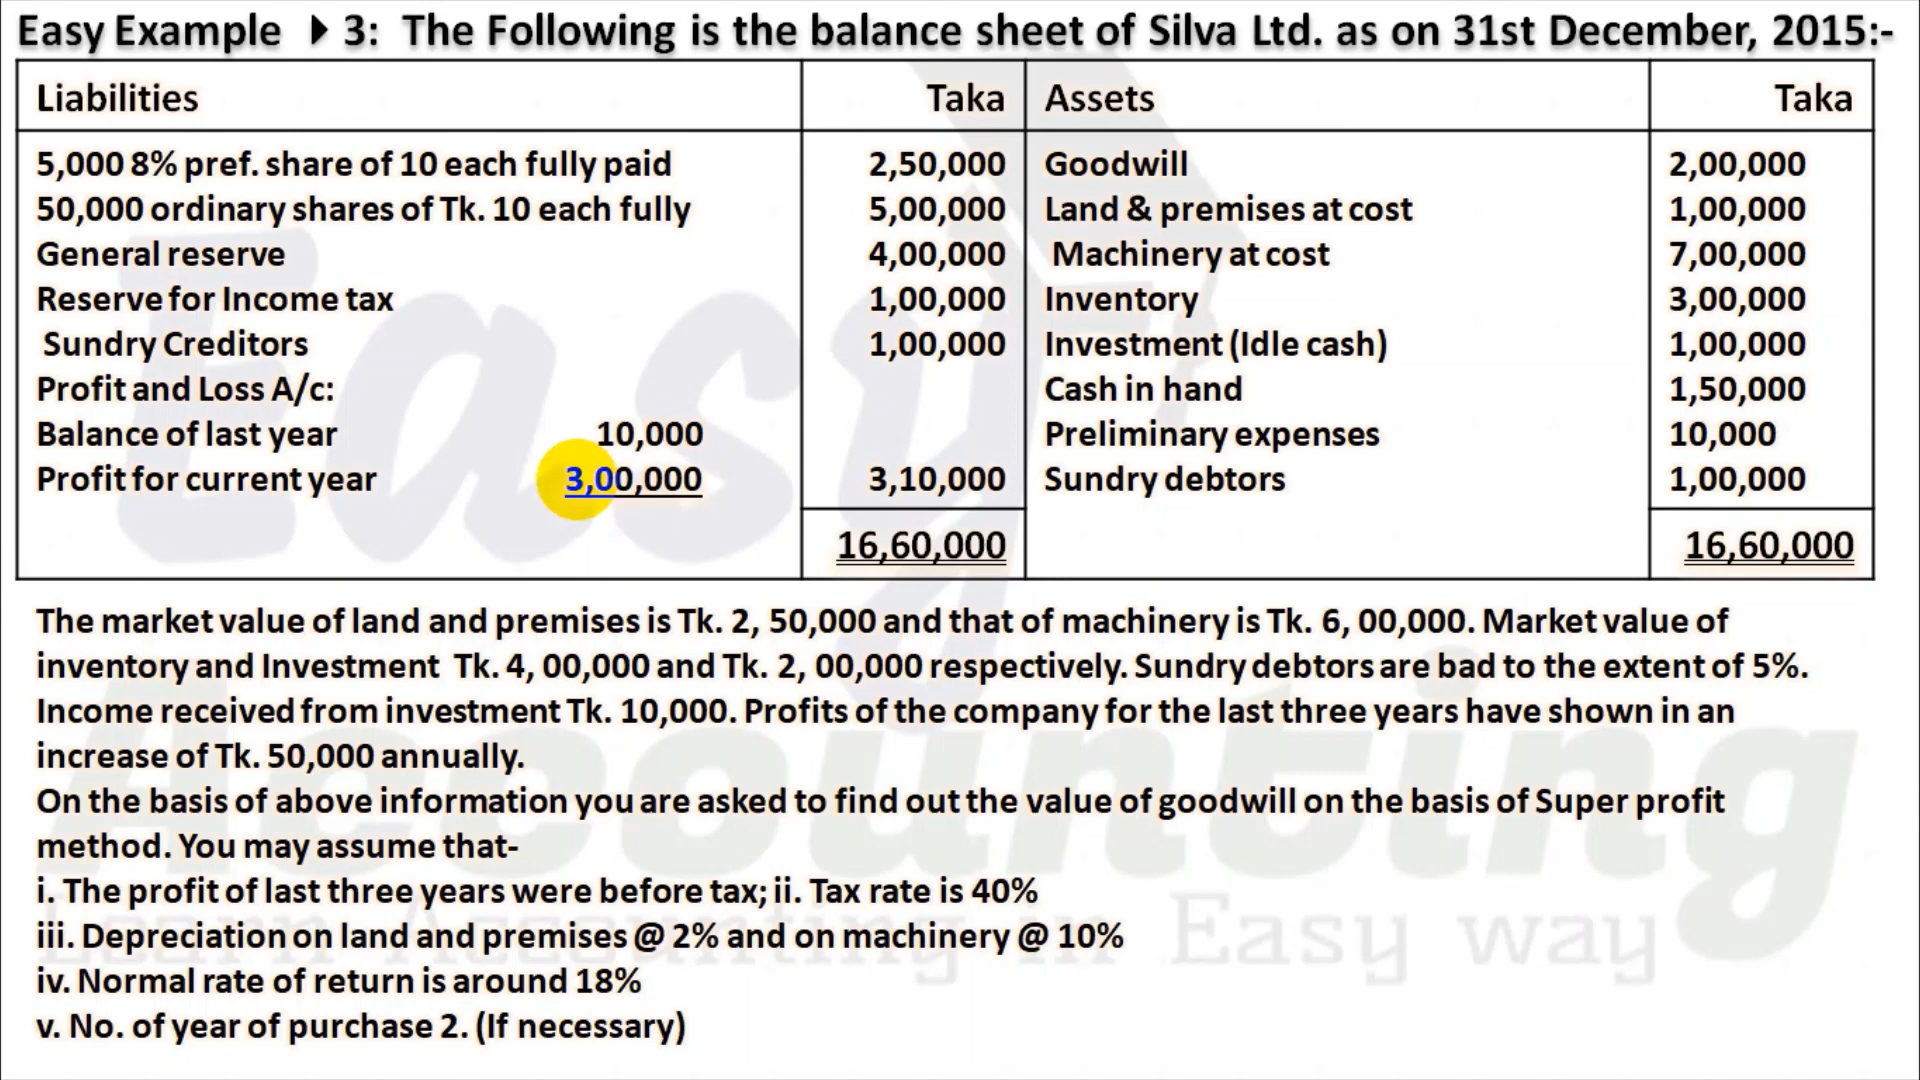 Easy Example ▶ 3: The Following is the balance sheet of Silva Ltd. as on 31st December, 2015:-
Liabilities Taka Assets Taka
5,000 8% pref. share of 10 each fully paid 2,50,000 Goodwill 2,00,000
50,000 ordinary shares of Tk. 10 each fully 5,00,000 Land & premises at cost 1,00,000
General reserve 4,00,000 Machinery at cost 7,00,000
Reserve for Income tax 1,00,000 Inventory 3,00,000
Sundry Creditors 1,00,000 Investment (Idle cash) 1,00,000
Profit and Loss A/c: Cash in hand 1,50,000
Balance of last year 10,000 Preliminary expenses 10,000
Profit for current year 3,00,000 3,10,000 Sundry debtors 1,00,000
16,60,000 16,60,000
The market value of land and premises is Tk. 2, 50,000 and that of machinery is Tk. 6, 00,000. Market value of
inventory and Investment Tk. 4, 00,000 and Tk. 2, 00,000 respectively. Sundry debtors are bad to the extent of 5%.
Income received from investment Tk. 10,000. Profits of the company for the last three years have shown in an
increase of Tk. 50,000 annually.
On the basis of above information you are asked to find out the value of goodwill on the basis of Super profit
method. You may assume that-
i. The profit of last three years were before tax; ii. Tax rate is 40%
iii. Depreciation on land and premises @ 2% and on machinery @ 10%
iv. Normal rate of return is around 18%
v. No. of year of purchase 2. (If necessary)
Easy
Accounting
Learn Accounting in Easy way